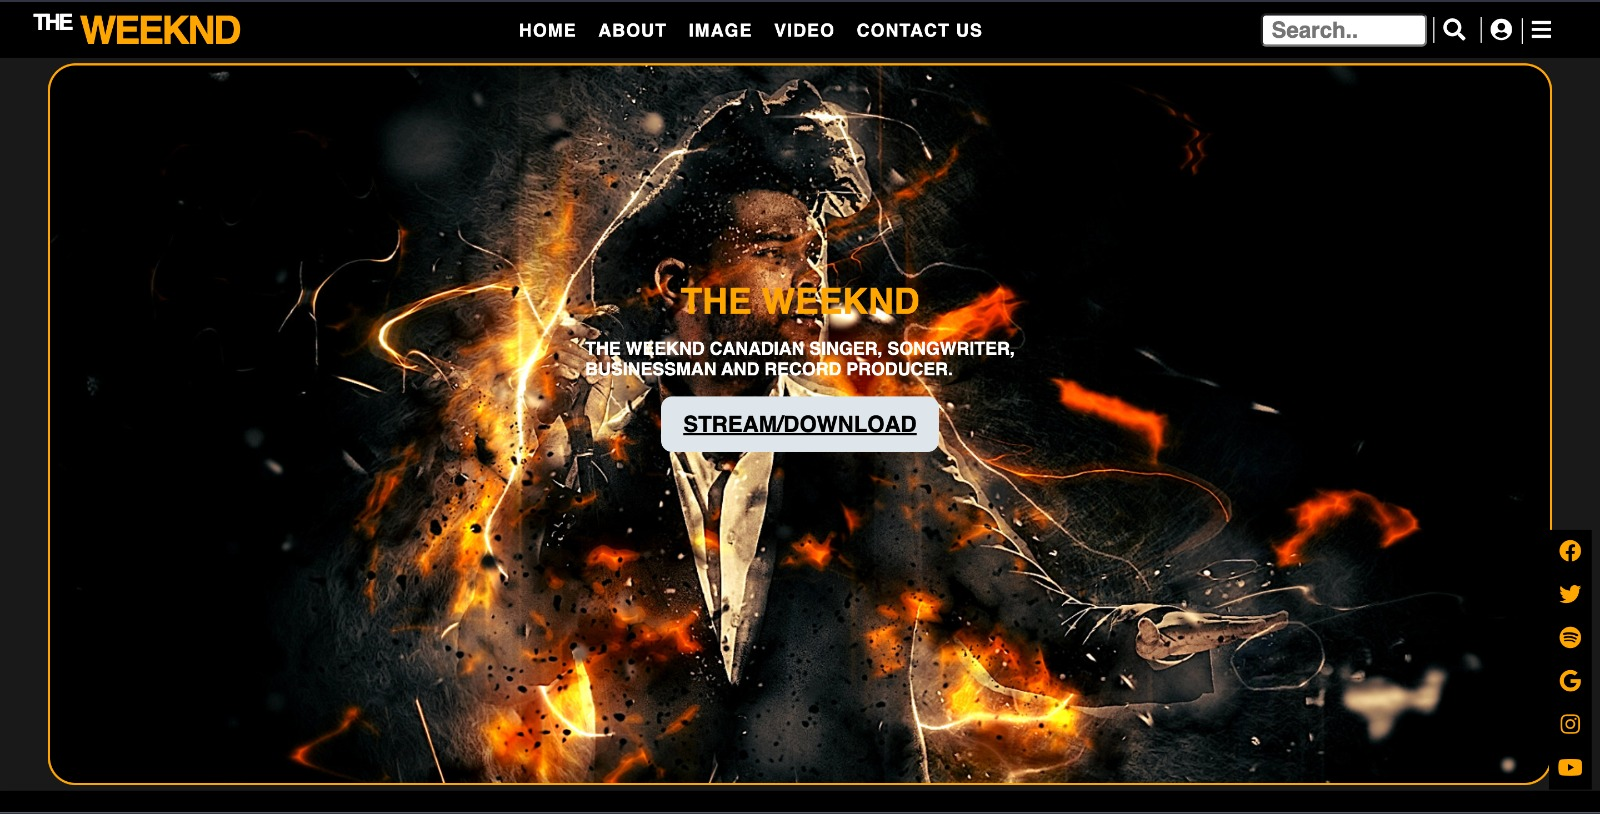 THE WEEKND
HOME ABOUT IMAGE VIDEO CONTACT US
Search..
THE WEEKND
THE WEEKND CANADIAN SINGER, SONGWRITER,
BUSINESSMAN AND RECORD PRODUCER.
STREAM/DOWNLOAD